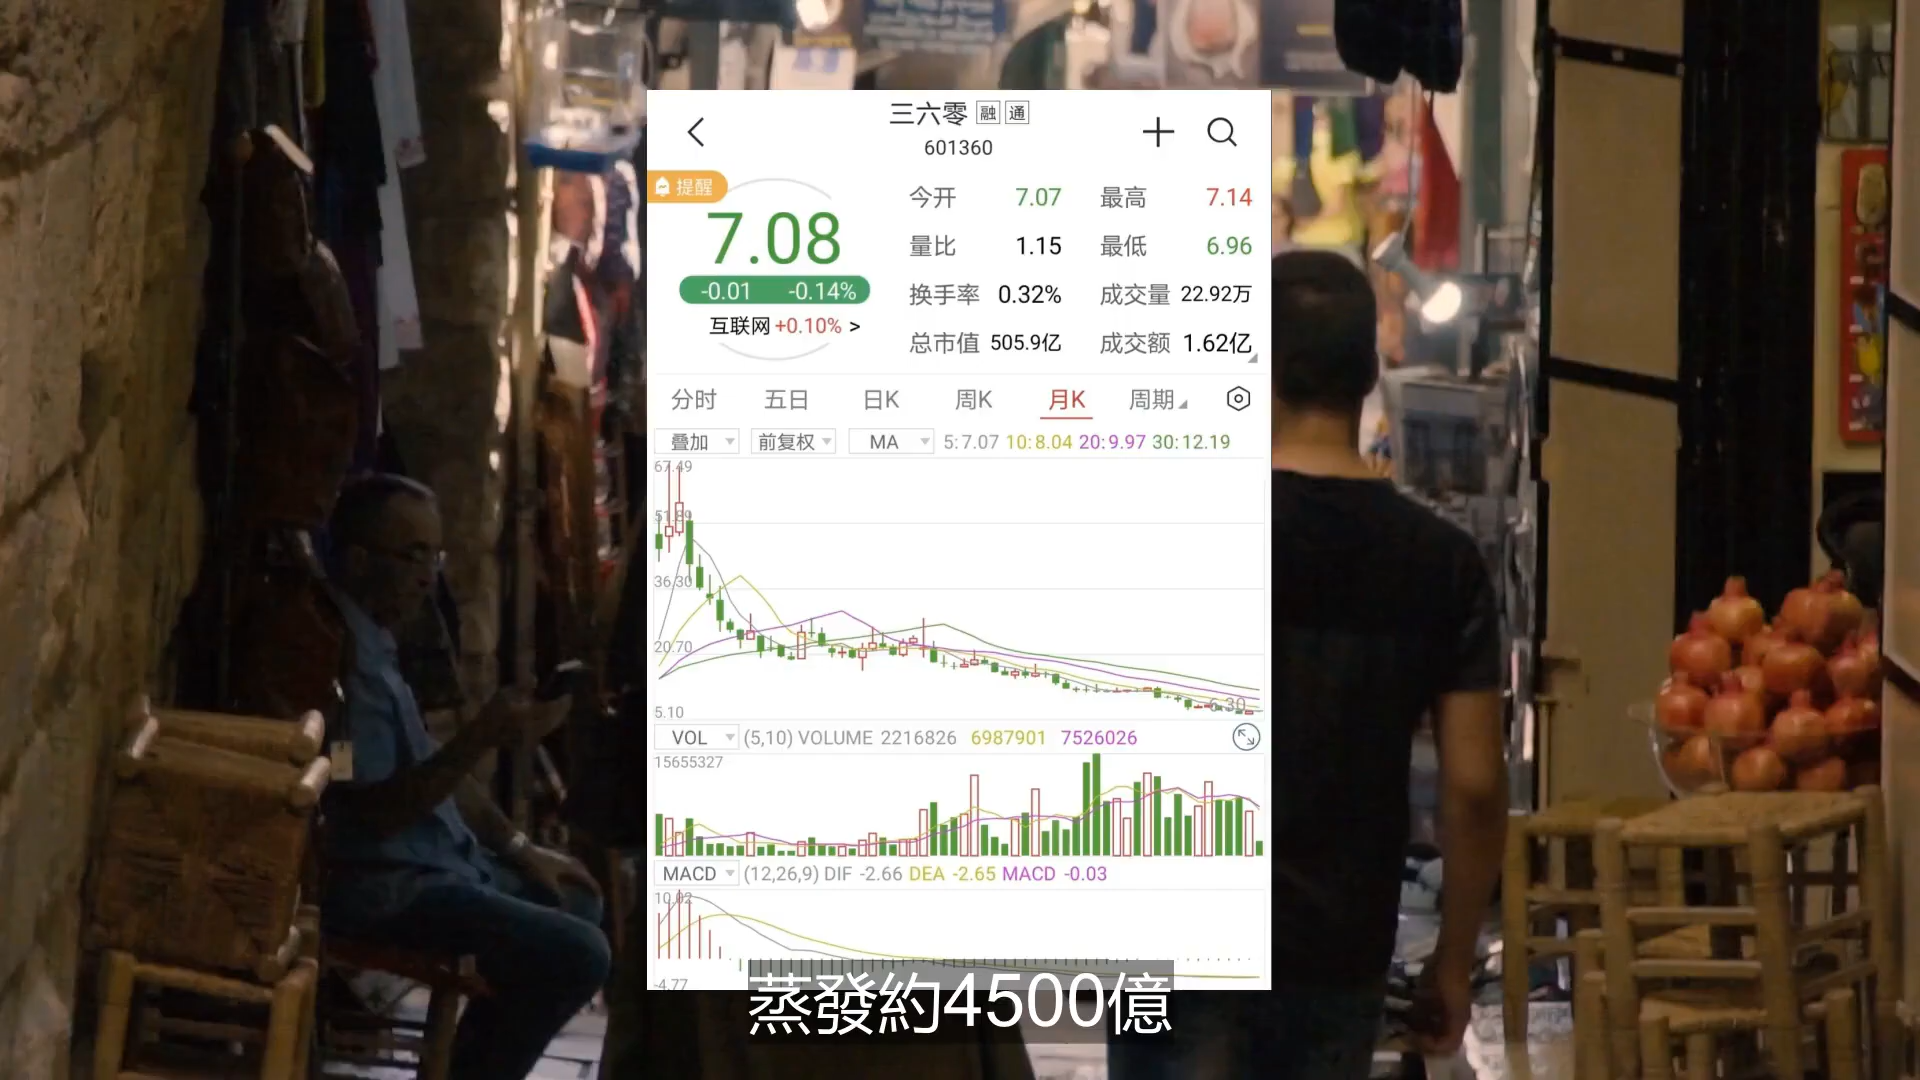 三六零 融 通
601360
提醒
7.08
-0.01 -0.14%
互联网 +0.10% >
今开 7.07 最高 7.14
量比 1.15 最低 6.96
换手率 0.32% 成交量 22.92万
总市值 505.9亿 成交额 1.62亿
分时 五日 日K 周K 月K 周期
叠加 前复权 MA 5:7.07 10:8.04 20:9.97 30:12.19
67.49
51.89
36.30
20.70
6.30
5.10
VOL (5,10) VOLUME 2216826 6987901 7526026
15655327
MACD (12,26,9) DIF -2.66 DEA -2.65 MACD -0.03
10.02
-4.77
蒸發約4500億